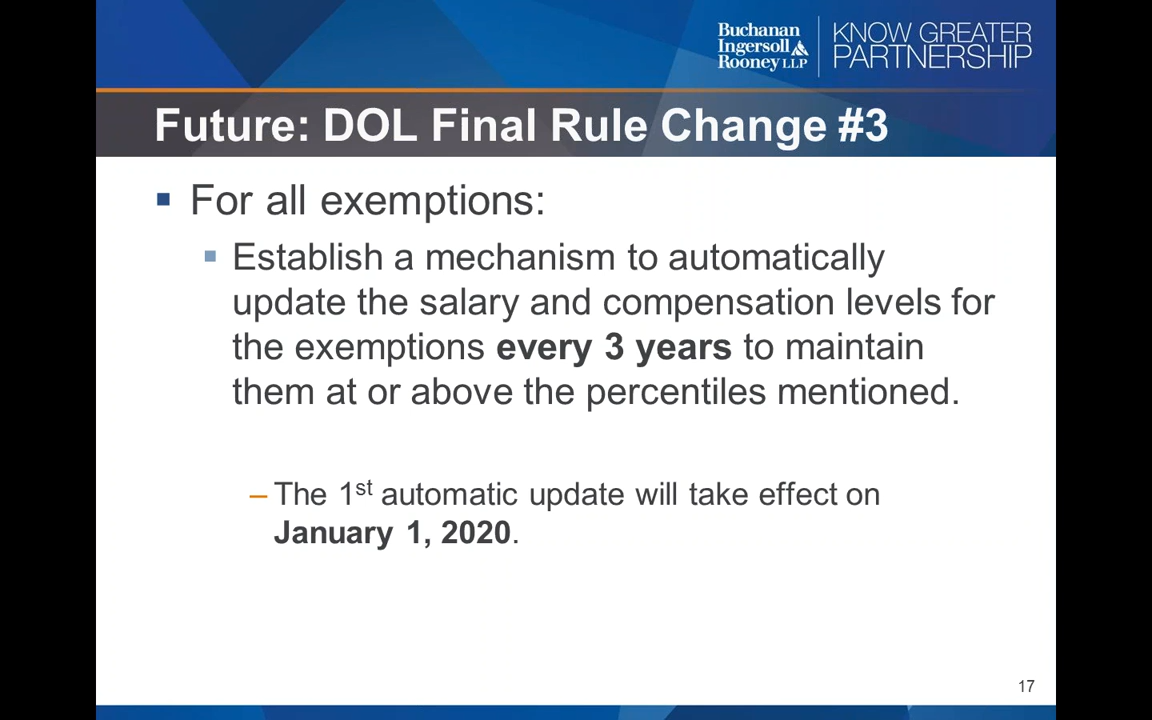 Buchanan
Ingersoll
Rooney LLP
KNOW GREATER
PARTNERSHIP
Future: DOL Final Rule Change #3
For all exemptions:
Establish a mechanism to automatically
update the salary and compensation levels for
the exemptions every 3 years to maintain
them at or above the percentiles mentioned.
– The 1st automatic update will take effect on
January 1, 2020.
17